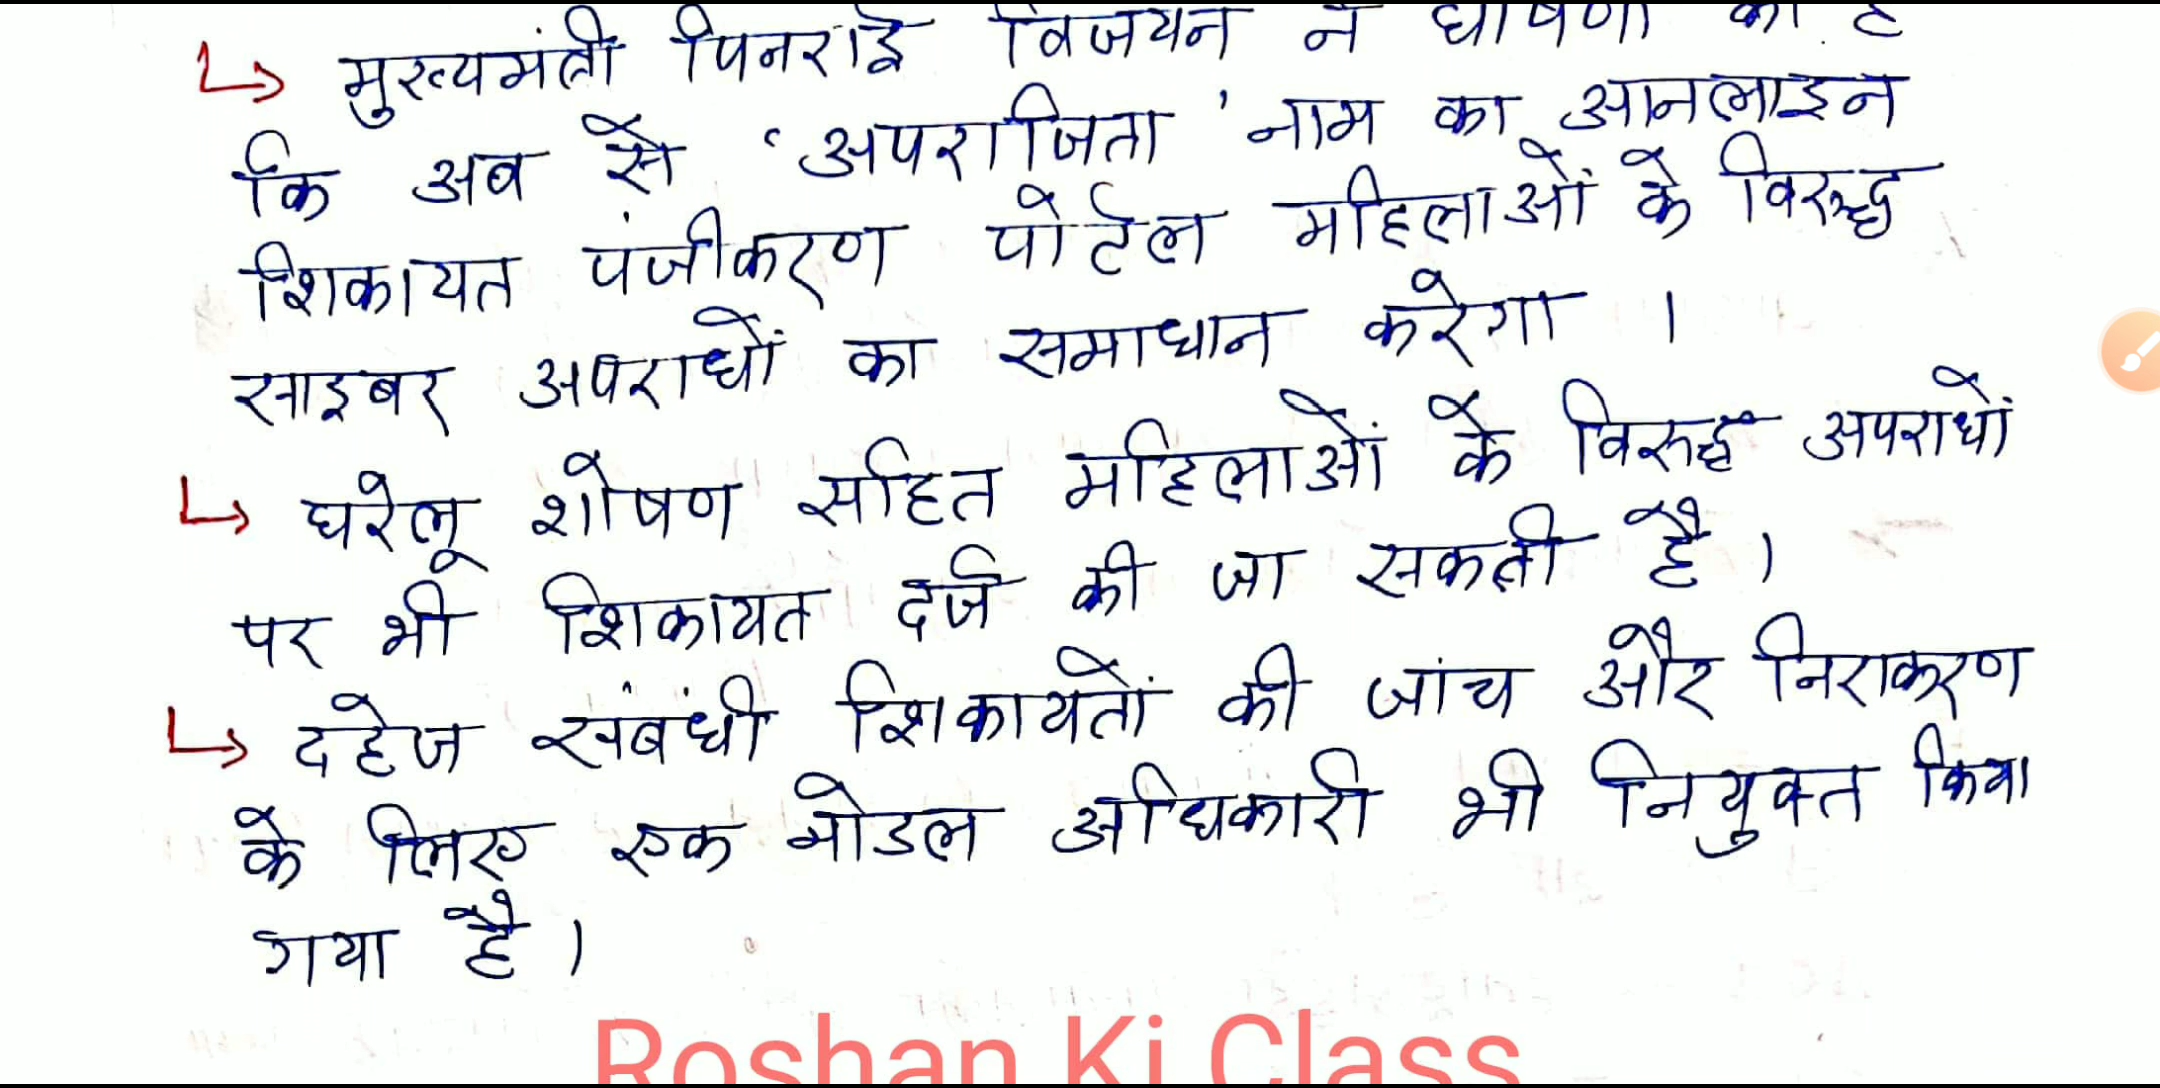 ↳ मुख्यमंत्री पिनराई विजयन ने घोषणा की है
कि अब से 'अपराजिता' नाम का आनलाइन
शिकायत पंजीकरण पोर्टल महिलाओं के विरुद्ध
साइबर अपराधों का समाधान करेगा ।
↳ घरेलू शोषण सहित महिलाओं के विरुद्ध अपराधों
पर भी शिकायत दर्ज की जा सकती है ।
↳ दहेज संबंधी शिकायतों की जांच और निराकरण
के लिए एक नोडल अधिकारी भी नियुक्त किया
गया है ।
Roshan Ki Class